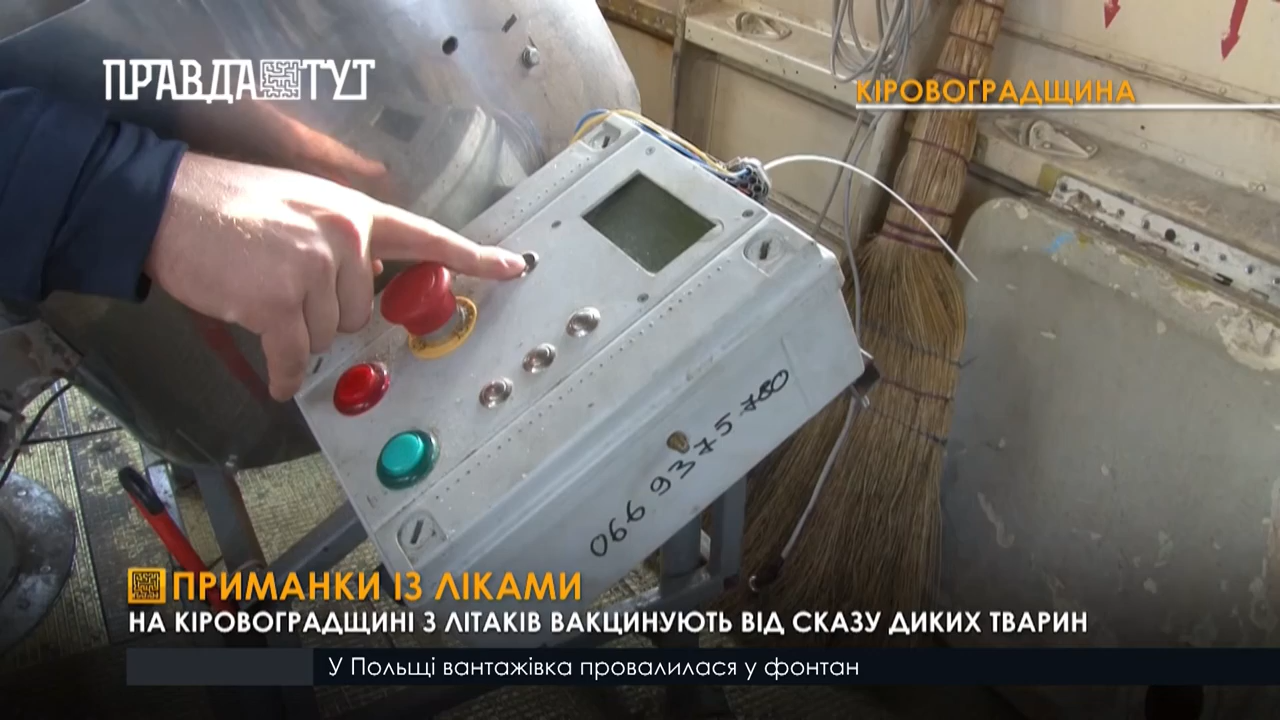 ПРАВДА ТУТ
КІРОВОГРАДЩИНА
066 9375 780
ПРИМАНКИ ІЗ ЛІКАМИ
НА КІРОВОГРАДЩИНІ З ЛІТАКІВ ВАКЦИНУЮТЬ ВІД СКАЗУ ДИКИХ ТВАРИН
У Польщі вантажівка провалилася у фонтан